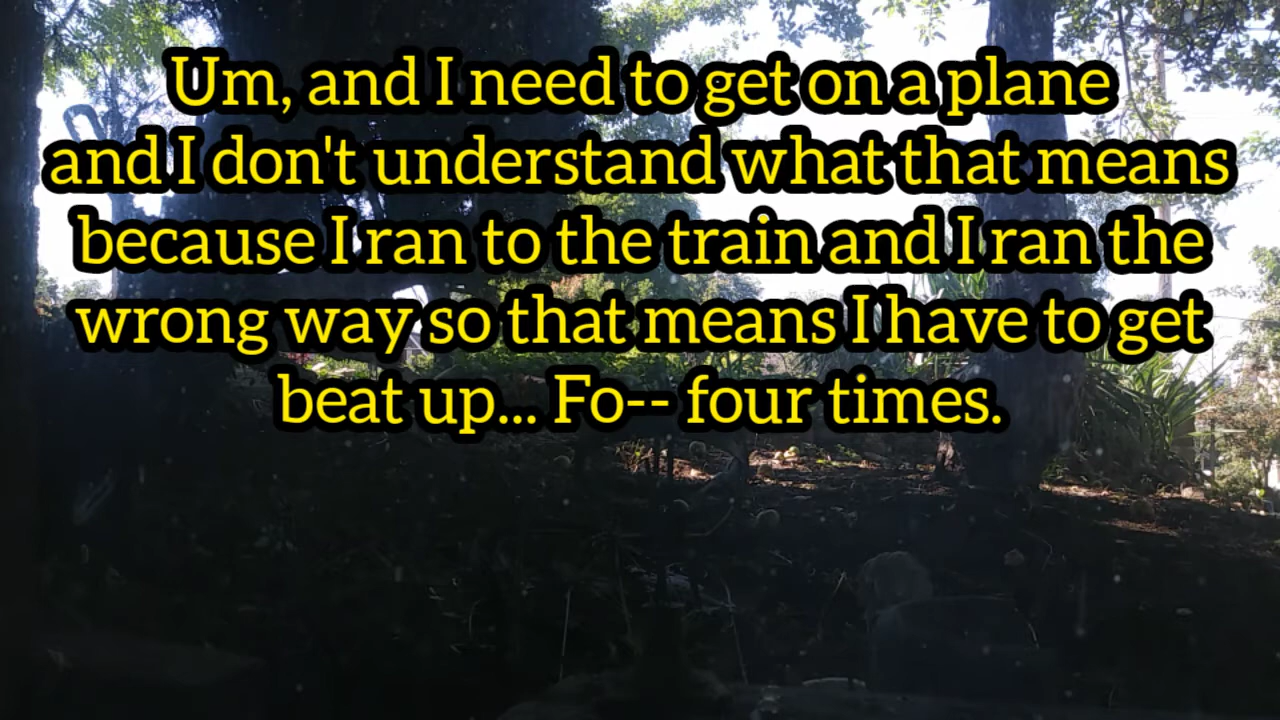 Um, and I need to get on a plane
and I don't understand what that means
because I ran to the train and I ran the
wrong way so that means I have to get
beat up... Fo-- four times.